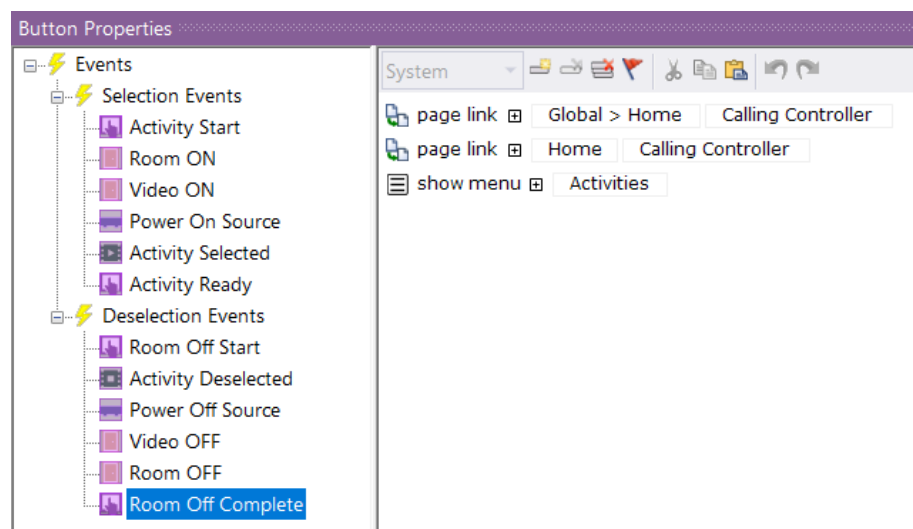 Button Properties
Events
Selection Events
Activity Start
Room ON
Video ON
Power On Source
Activity Selected
Activity Ready
Deselection Events
Room Off Start
Activity Deselected
Power Off Source
Video OFF
Room OFF
Room Off Complete
System
page link Global > Home Calling Controller
page link Home Calling Controller
show menu Activities